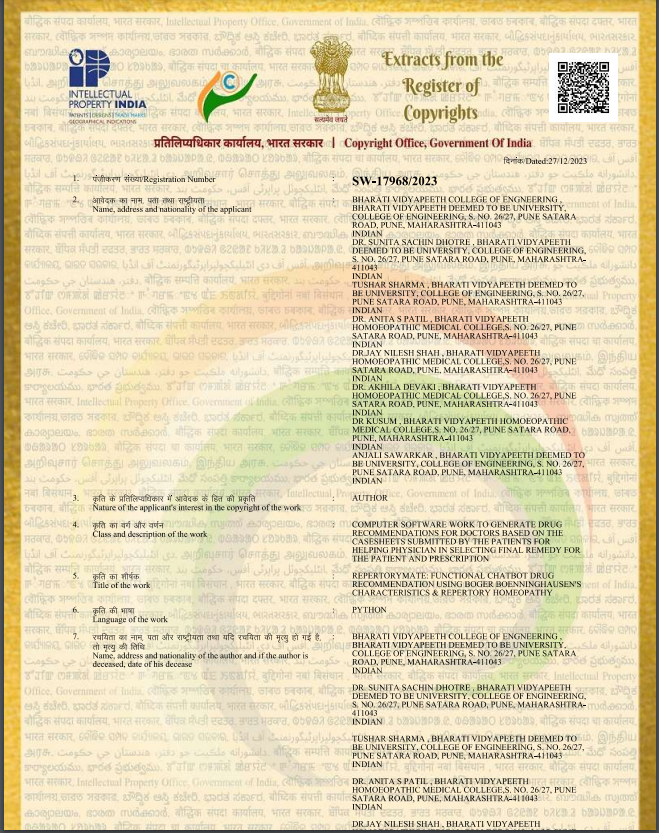 INTELLECTUAL
PROPERTY INDIA
PATENTS | DESIGNS | TRADE MARKS
GEOGRAPHICAL INDICATIONS
C
सत्यमेव जयते
Extracts from the
Register of
Copyrights
प्रतिलिप्यधिकार कार्यालय, भारत सरकार | Copyright Office, Government Of India
दिनांक/Dated:27/12/2023
1. पंजीकरण संख्या/Registration Number : SW-17968/2023
2. आवेदक का नाम, पता तथा राष्ट्रीयता
Name, address and nationality of the applicant
: BHARATI VIDYAPEETH COLLEGE OF ENGNEERING ,
BHARATI VIDYAPEETH DEEMED TO BE UNIVERSITY,
COLLEGE OF ENGINEERING, S. NO. 26/27, PUNE SATARA
ROAD, PUNE, MAHARASHTRA-411043
INDIAN
DR. SUNITA SACHIN DHOTRE , BHARATI VIDYAPEETH
DEEMED TO BE UNIVERSITY, COLLEGE OF ENGINEERING,
S. NO. 26/27, PUNE SATARA ROAD, PUNE, MAHARASHTRA-
411043
INDIAN
TUSHAR SHARMA , BHARATI VIDYAPEETH DEEMED TO
BE UNIVERSITY, COLLEGE OF ENGINEERING, S. NO. 26/27,
PUNE SATARA ROAD, PUNE, MAHARASHTRA-411043
INDIAN
DR. ANITA S PATIL , BHARATI VIDYAPEETH
HOMOEOPATHIC MEDICAL COLLEGE,S. NO. 26/27, PUNE
SATARA ROAD, PUNE, MAHARASHTRA-411043
INDIAN
DR.JAY NILESH SHAH , BHARATI VIDYAPEETH
HOMOEOPATHIC MEDICAL COLLEGE,S. NO. 26/27, PUNE
SATARA ROAD, PUNE, MAHARASHTRA-411043
INDIAN
DR. AKHILA DEVAKI , BHARATI VIDYAPEETH
HOMOEOPATHIC MEDICAL COLLEGE,S. NO. 26/27, PUNE
SATARA ROAD, PUNE, MAHARASHTRA-411043
INDIAN
DR KUSUM , BHARATI VIDYAPEETH HOMOEOPATHIC
MEDICAL COLLEGE,S. NO. 26/27, PUNE SATARA ROAD,
PUNE, MAHARASHTRA-411043
INDIAN
ANJALI SAWARKAR , BHARATI VIDYAPEETH DEEMED TO
BE UNIVERSITY, COLLEGE OF ENGINEERING, S. NO. 26/27,
PUNE SATARA ROAD, PUNE, MAHARASHTRA-411043
INDIAN
3. कृति के प्रतिलिप्यधिकार में आवेदक के हित की प्रकृति
Nature of the applicant's interest in the copyright of the work
: AUTHOR
4. कृति का वर्ग और वर्णन
Class and description of the work
: COMPUTER SOFTWARE WORK TO GENERATE DRUG
RECOMMENDATIONS FOR DOCTORS BASED ON THE
CASESHEETS SUBMITTED BY THE PATIENTS FOR
HELPING PHYSICIAN IN SELECTING FINAL REMEDY FOR
THE PATIENT AND PRESCRIPTION
5. कृति का शीर्षक
Title of the work
: REPERTORYMATE: FUNCTIONAL CHATBOT DRUG
RECOMMENDATION USING BOGER BOENNINGHAUSEN'S
CHARACTERISTICS & REPERTORY HOMEOPATHY
6. कृति की भाषा
Language of the work
: PYTHON
7. रचयिता का नाम, पता और राष्ट्रीयता तथा यदि रचयिता की मृत्यु हो गई है,
तो मृत्यु की तिथि
Name, address and nationality of the author and if the author is
deceased, date of his decease
: BHARATI VIDYAPEETH COLLEGE OF ENGNEERING ,
BHARATI VIDYAPEETH DEEMED TO BE UNIVERSITY,
COLLEGE OF ENGINEERING, S. NO. 26/27, PUNE SATARA
ROAD, PUNE, MAHARASHTRA-411043
INDIAN
DR. SUNITA SACHIN DHOTRE , BHARATI VIDYAPEETH
DEEMED TO BE UNIVERSITY, COLLEGE OF ENGINEERING,
S. NO. 26/27, PUNE SATARA ROAD, PUNE, MAHARASHTRA-
411043
INDIAN
TUSHAR SHARMA , BHARATI VIDYAPEETH DEEMED TO
BE UNIVERSITY, COLLEGE OF ENGINEERING, S. NO. 26/27,
PUNE SATARA ROAD, PUNE, MAHARASHTRA-411043
INDIAN
DR. ANITA S PATIL , BHARATI VIDYAPEETH
HOMOEOPATHIC MEDICAL COLLEGE,S. NO. 26/27, PUNE
SATARA ROAD, PUNE, MAHARASHTRA-411043
INDIAN
DR.JAY NILESH SHAH , BHARATI VIDYAPEETH